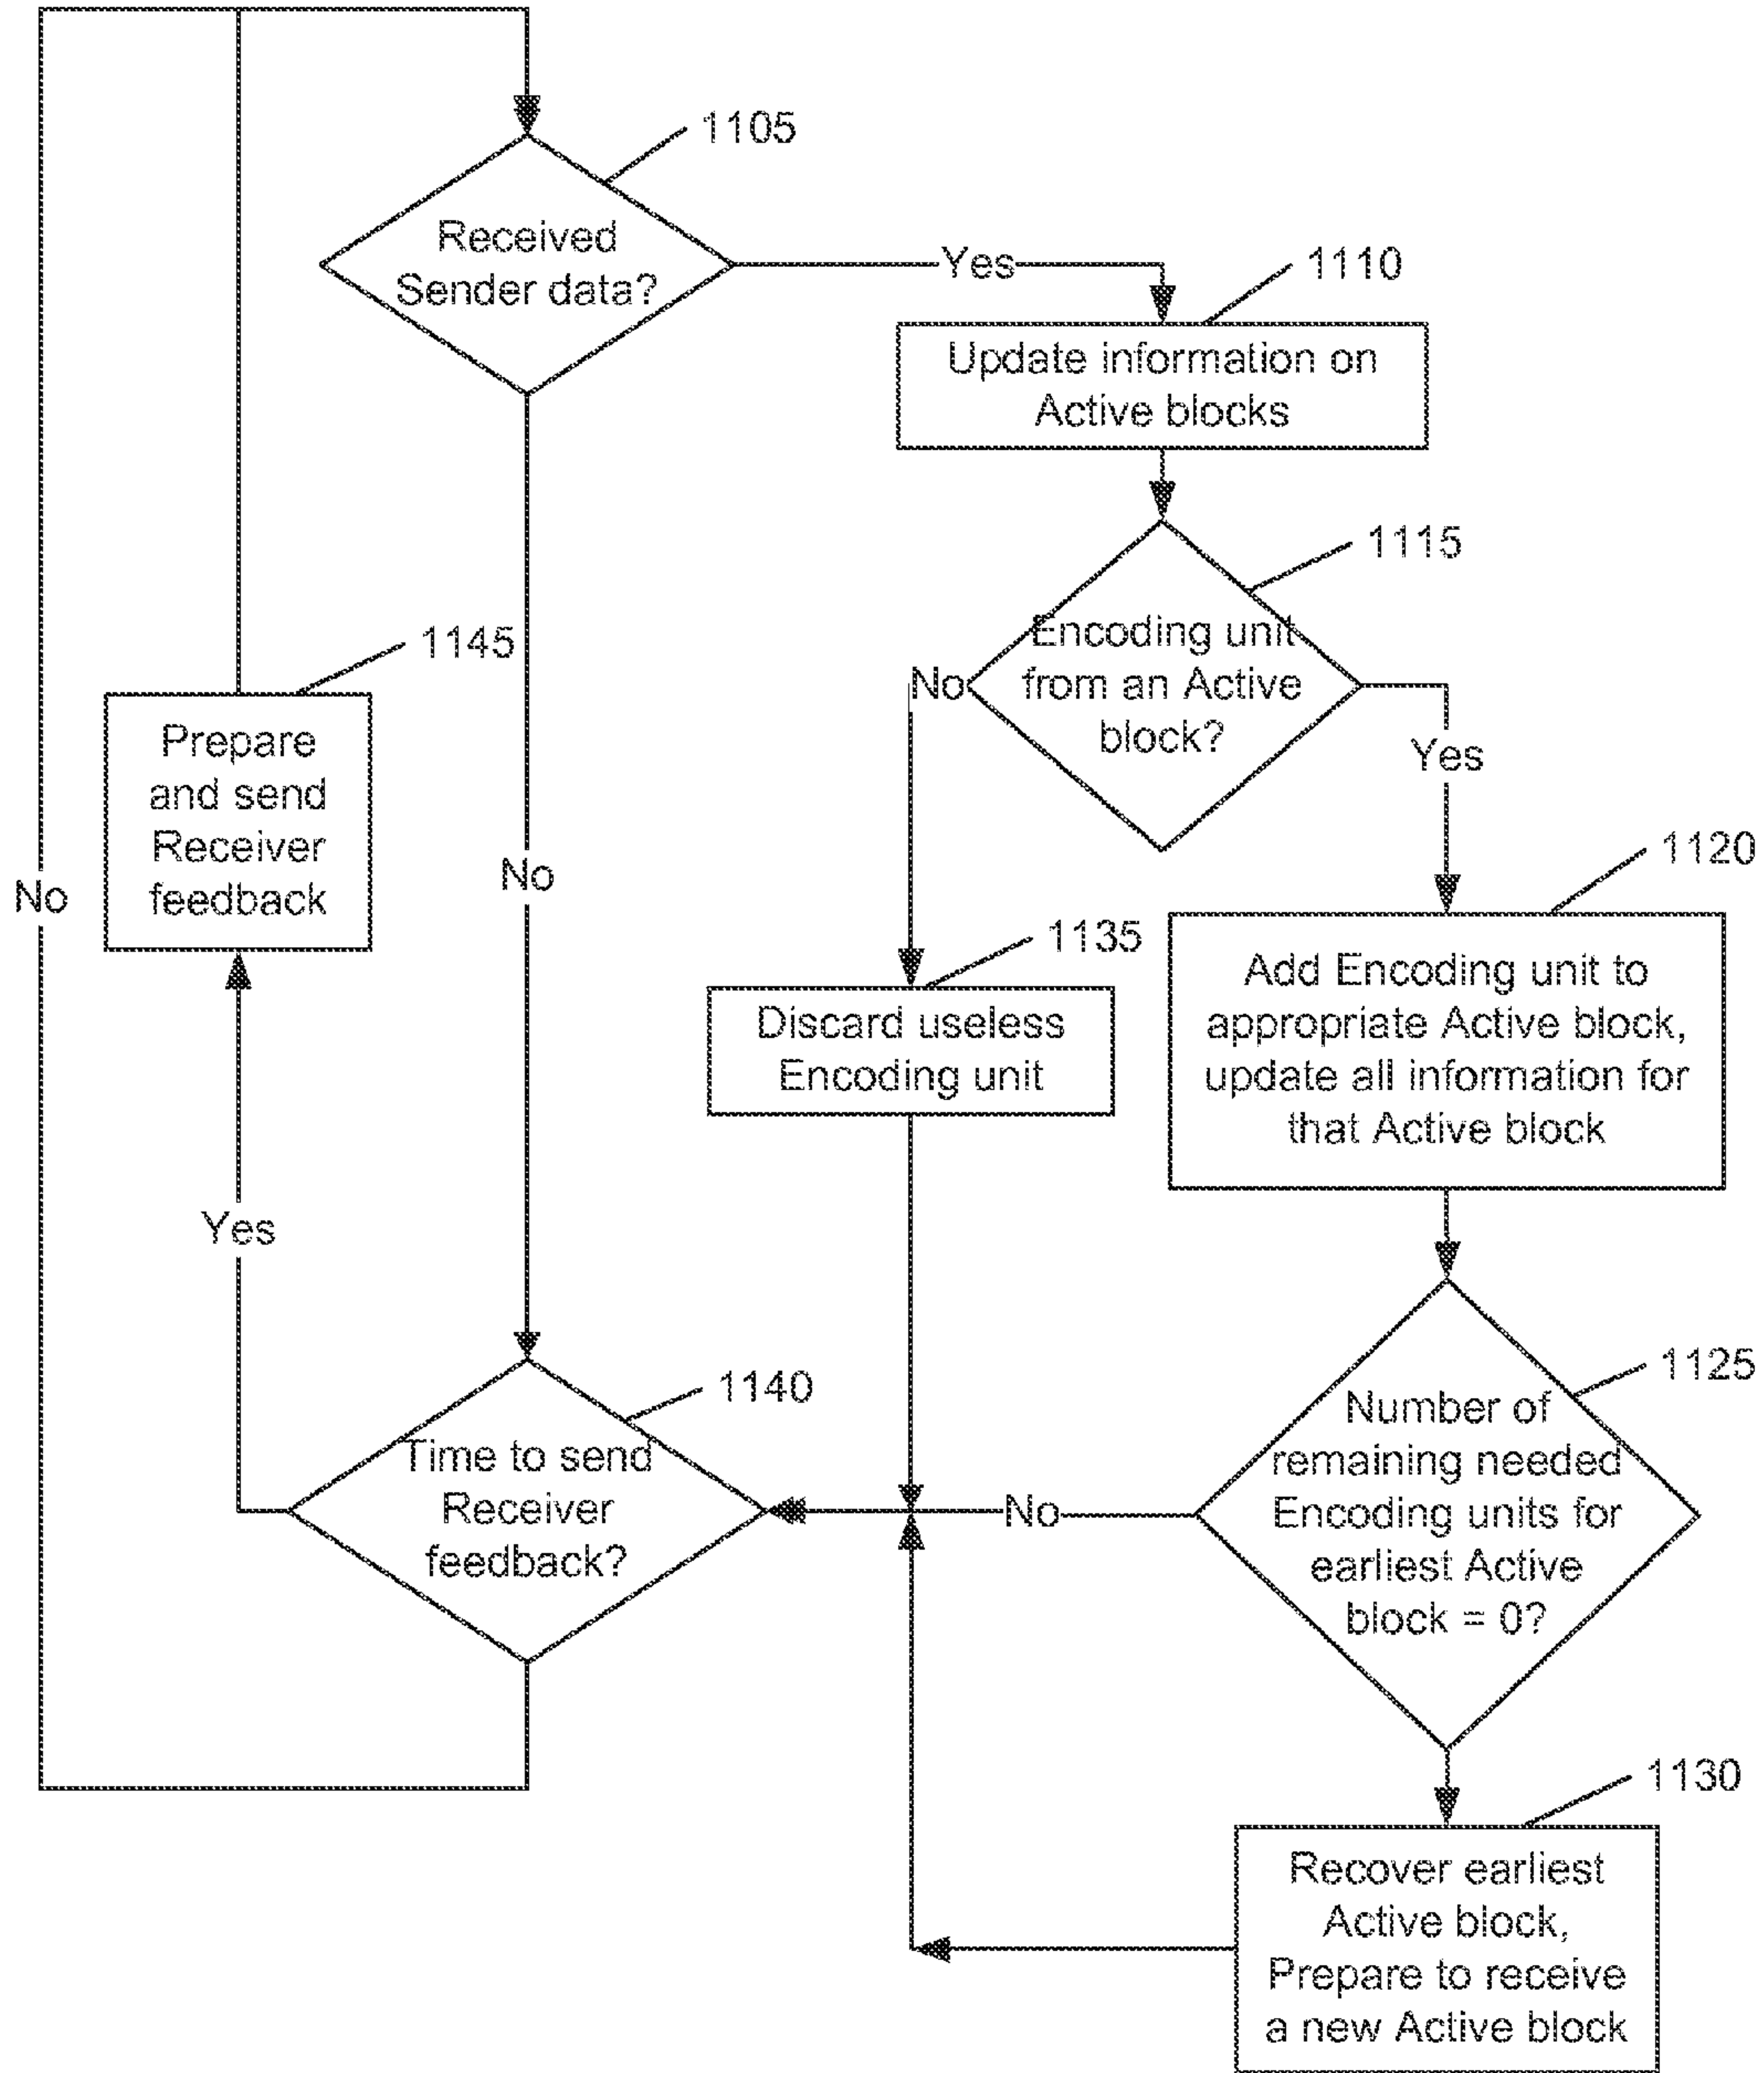 1105
Received
Sender data?
Yes
1110
Update information on
Active blocks
1115
Encoding unit
from an Active
block?
No
Yes
1145
Prepare
and send
Receiver
feedback
No
No
1120
Add Encoding unit to
appropriate Active block,
update all information for
that Active block
1135
Discard useless
Encoding unit
Yes
1140
Time to send
Receiver
feedback?
No
1125
Number of
remaining needed
Encoding units for
earliest Active
block = 0?
1130
Recover earliest
Active block,
Prepare to receive
a new Active block